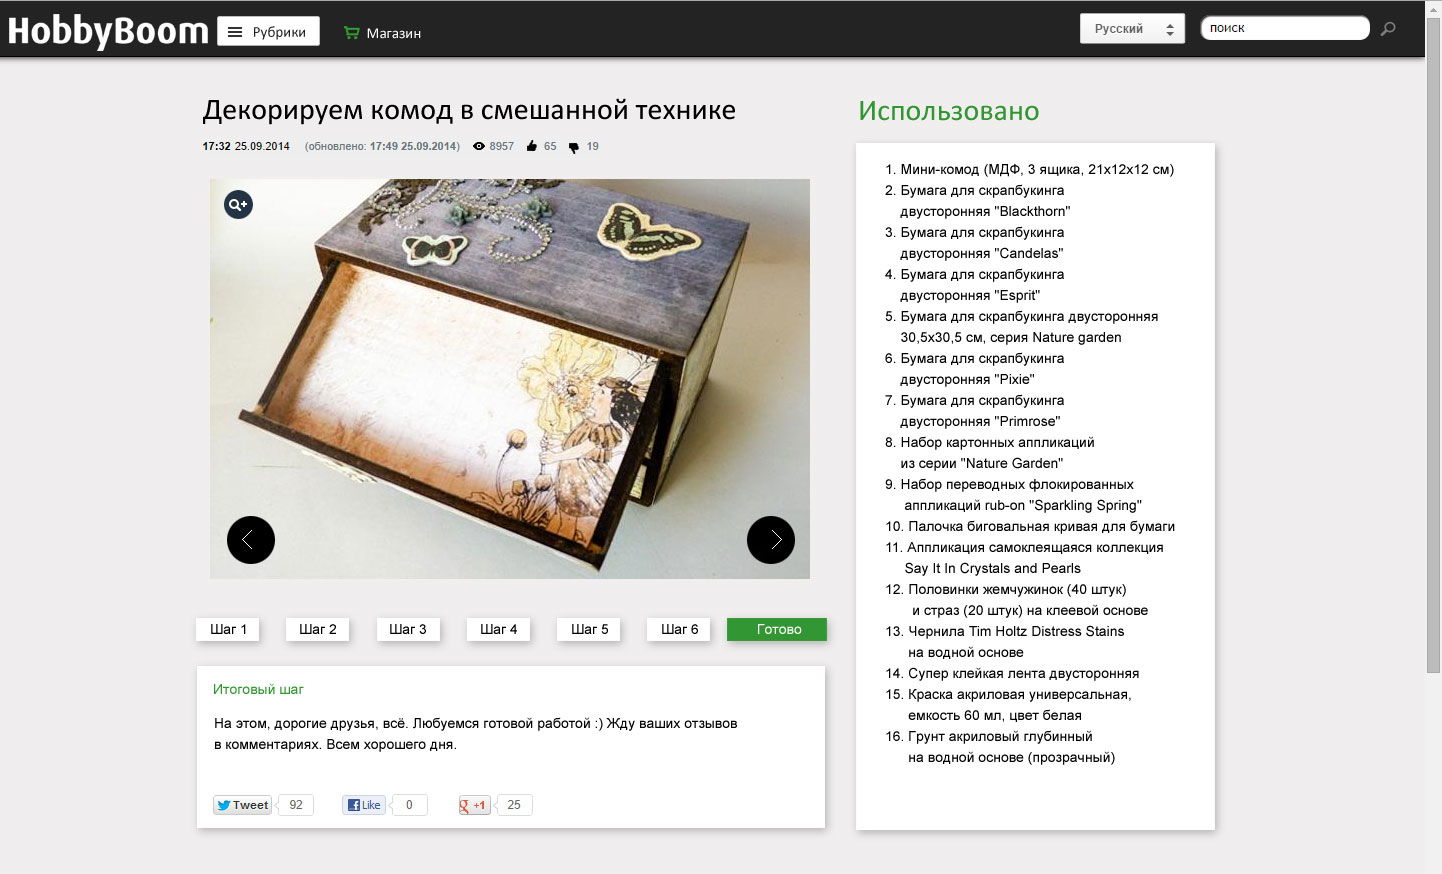 HobbyBoom
Рубрики
Магазин
Русский
поиск
Декорируем комод в смешанной технике
17:32 25.09.2014 (обновлено: 17:49 25.09.2014) 8957 65 19
Шаг 1
Шаг 2
Шаг 3
Шаг 4
Шаг 5
Шаг 6
Готово
Итоговый шаг
На этом, дорогие друзья, всё. Любуемся готовой работой :) Жду ваших отзывов
в комментариях. Всем хорошего дня.
Tweet 92
Like 0
+1 25
Использовано
1. Мини-комод (МДФ, 3 ящика, 21х12х12 см)
2. Бумага для скрапбукинга
двусторонняя "Blackthorn"
3. Бумага для скрапбукинга
двусторонняя "Candelas"
4. Бумага для скрапбукинга
двусторонняя "Esprit"
5. Бумага для скрапбукинга двусторонняя
30,5х30,5 см, серия Nature garden
6. Бумага для скрапбукинга
двусторонняя "Pixie"
7. Бумага для скрапбукинга
двусторонняя "Primrose"
8. Набор картонных аппликаций
из серии "Nature Garden"
9. Набор переводных флокированных
аппликаций rub-on "Sparkling Spring"
10. Палочка биговальная кривая для бумаги
11. Аппликация самоклеящаяся коллекция
Say It In Crystals and Pearls
12. Половинки жемчужинок (40 штук)
и страз (20 штук) на клеевой основе
13. Чернила Tim Holtz Distress Stains
на водной основе
14. Супер клейкая лента двусторонняя
15. Краска акриловая универсальная,
емкость 60 мл, цвет белая
16. Грунт акриловый глубинный
на водной основе (прозрачный)